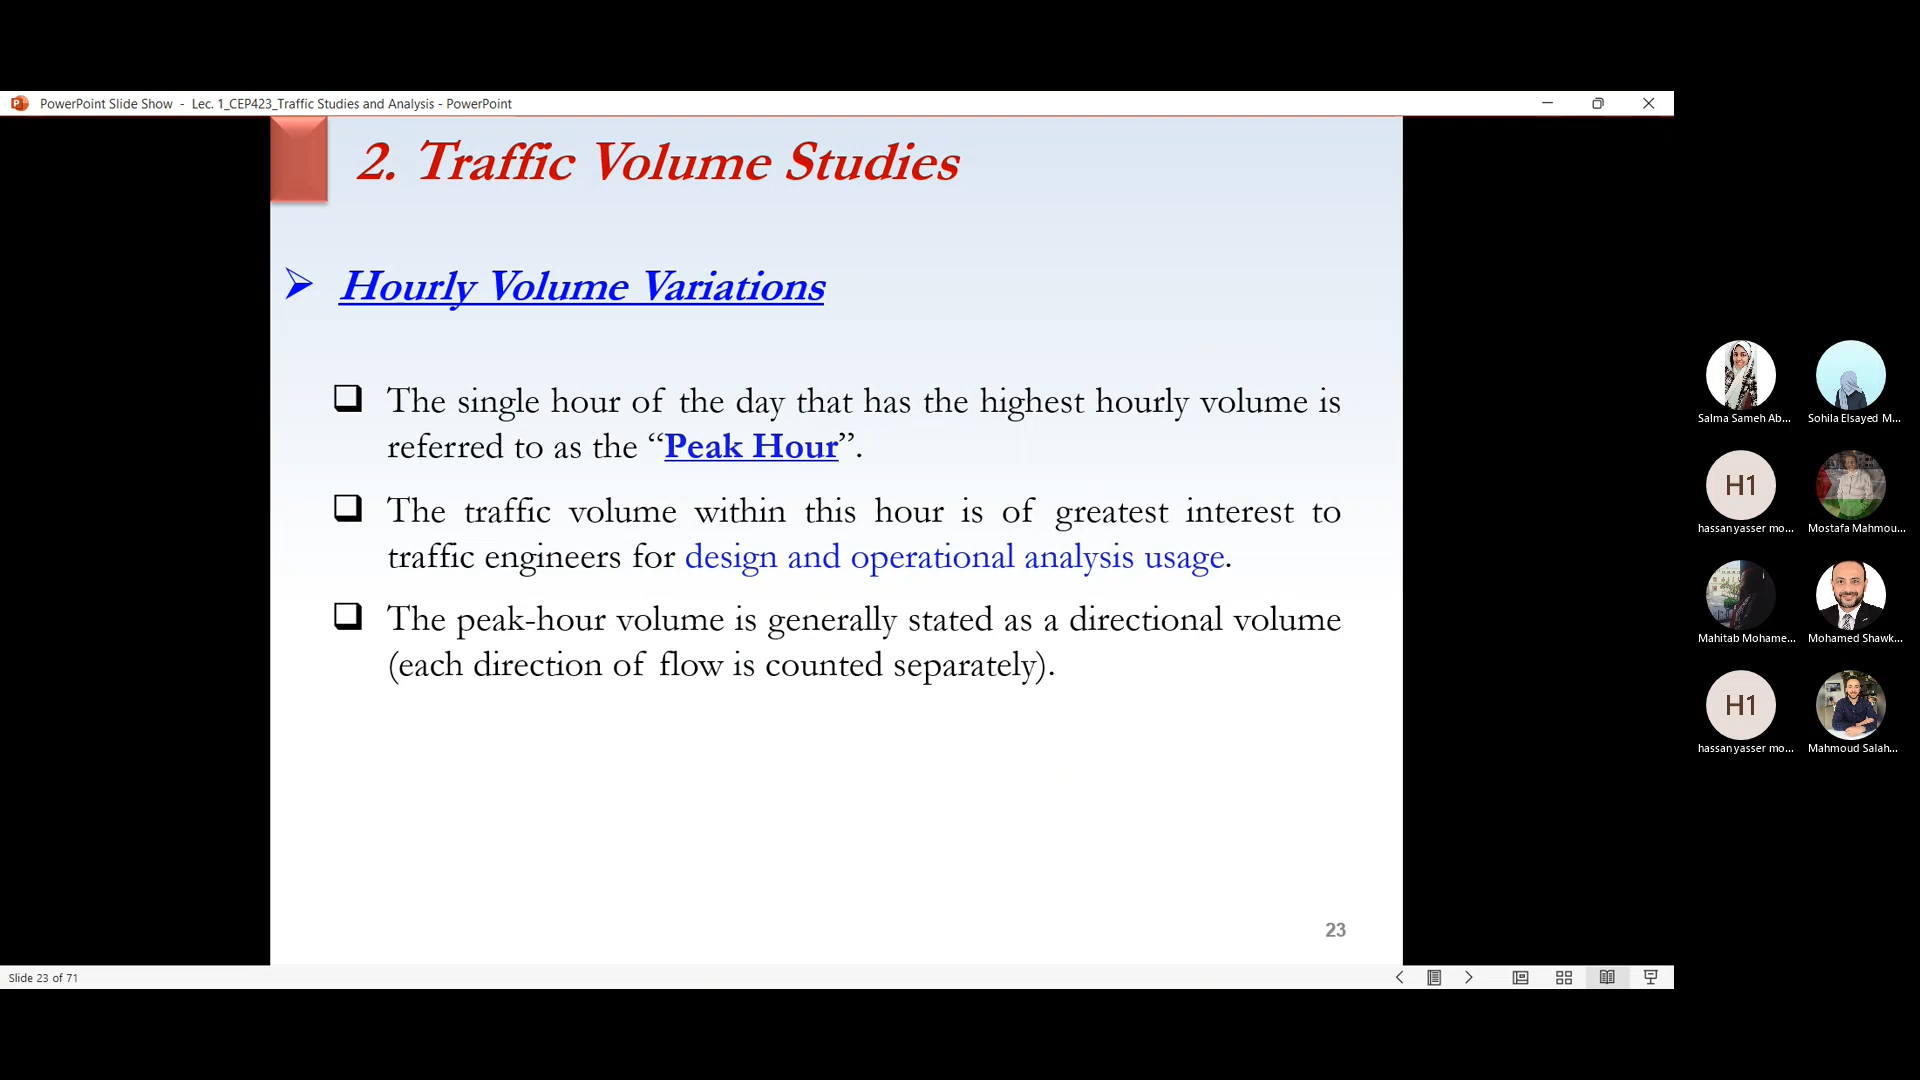 PowerPoint Slide Show - Lec. 1_CEP423_Traffic Studies and Analysis - PowerPoint
2. Traffic Volume Studies
Hourly Volume Variations
The single hour of the day that has the highest hourly volume is
referred to as the “Peak Hour”.
The traffic volume within this hour is of greatest interest to
traffic engineers for design and operational analysis usage.
The peak-hour volume is generally stated as a directional volume
(each direction of flow is counted separately).
23
Slide 23 of 71
Salma Sameh Ab...
Sohila Elsayed M...
H1
hassan yasser mo...
Mostafa Mahmou...
Mahitab Mohame...
Mohamed Shawk...
H1
hassan yasser mo...
Mahmoud Salah...